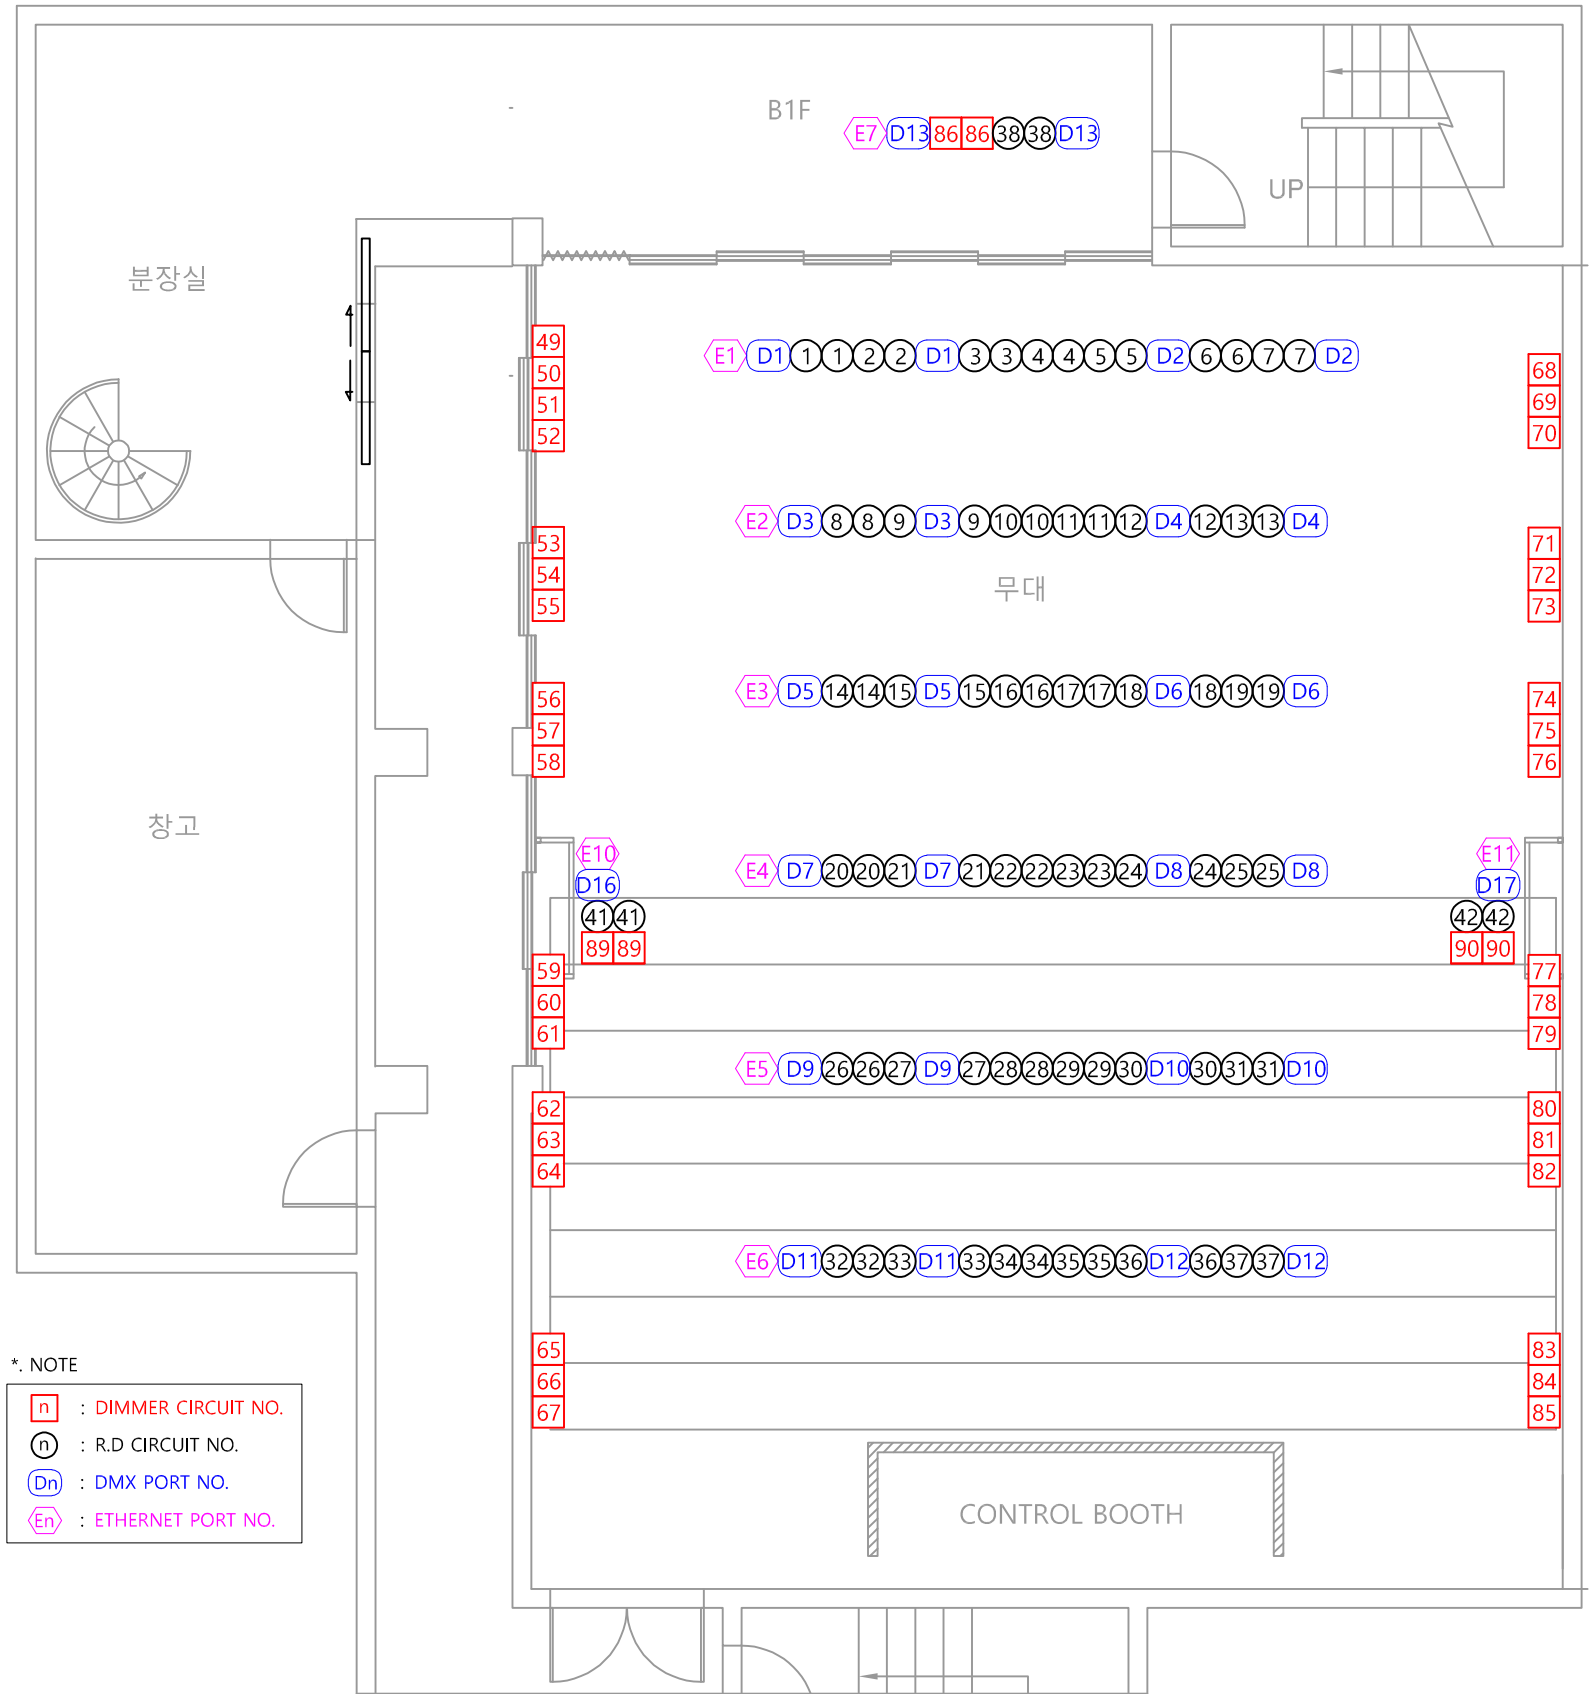 B1F
E7 D13 86 86 38 38 D13
UP
분장실
49
50
51
52
E1 D1 1 1 2 2 D1 3 3 4 4 5 5 D2 6 6 7 7 D2
68
69
70
53
54
55
E2 D3 8 8 9 D3 9 10 10 11 11 12 D4 12 13 13 D4
71
72
73
무대
56
57
58
E3 D5 14 14 15 D5 15 16 16 17 17 18 D6 18 19 19 D6
74
75
76
창고
E10
D16
41 41
89 89
E4 D7 20 20 21 D7 21 22 22 23 23 24 D8 24 25 25 D8
E11
D17
42 42
90 90
59
60
61
77
78
79
E5 D9 26 26 27 D9 27 28 28 29 29 30 D10 30 31 31 D10
62
63
64
80
81
82
E6 D11 32 32 33 D11 33 34 34 35 35 36 D12 36 37 37 D12
65
66
67
83
84
85
*. NOTE
n : DIMMER CIRCUIT NO.
n : R.D CIRCUIT NO.
Dn : DMX PORT NO.
En : ETHERNET PORT NO.
CONTROL BOOTH